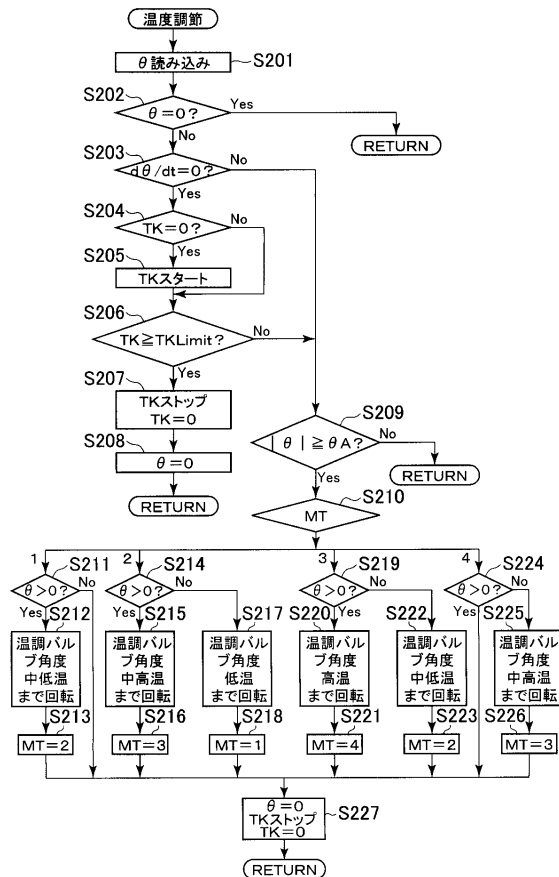 温度調節
θ読み込み
S201
S202
θ=0?
Yes
No
RETURN
S203
dθ/dt=0?
No
Yes
S204
TK=0?
No
Yes
S205
TKスタート
S206
TK≧TKLimit?
No
Yes
S207
TKストップ
TK=0
S208
θ=0
RETURN
S209
|θ|≧θA?
No
Yes
RETURN
S210
MT
1
S211
θ>0?
No
Yes
S212
温調バル
ブ角度
中低温
まで回転
S213
MT=2
2
S214
θ>0?
No
Yes
S215
温調バル
ブ角度
中高温
まで回転
S216
MT=3
S217
温調バル
ブ角度
低温
まで回転
S218
MT=1
3
S219
θ>0?
No
Yes
S220
温調バル
ブ角度
高温
まで回転
S221
MT=4
S222
温調バル
ブ角度
中低温
まで回転
S223
MT=2
4
S224
θ>0?
No
Yes
S225
温調バル
ブ角度
中高温
まで回転
S226
MT=3
θ=0
TKストップ
TK=0
S227
RETURN